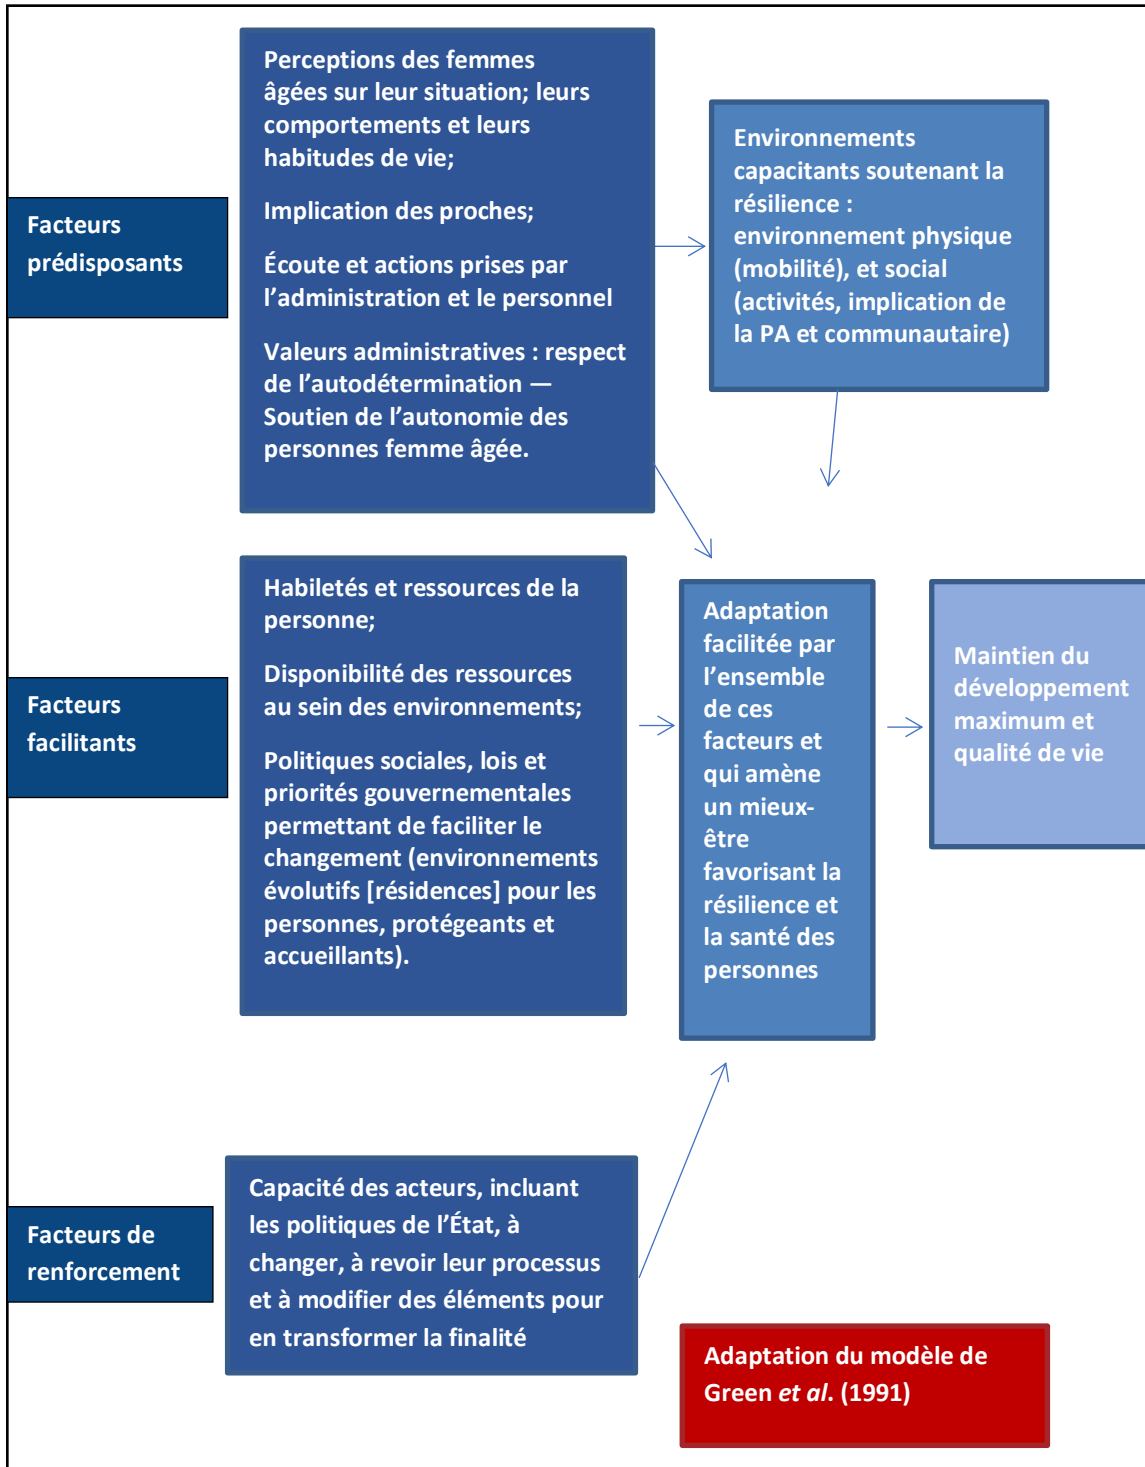 Facteurs
prédisposants
Perceptions des femmes
âgées sur leur situation; leurs
comportements et leurs
habitudes de vie;
Implication des proches;
Écoute et actions prises par
l’administration et le personnel
Valeurs administratives : respect
de l’autodétermination —
Soutien de l’autonomie des
personnes femme âgée.
Environnements
capacitants soutenant la
résilience :
environnement physique
(mobilité), et social
(activités, implication de
la PA et communautaire)
Facteurs
facilitants
Habiletés et ressources de la
personne;
Disponibilité des ressources
au sein des environnements;
Politiques sociales, lois et
priorités gouvernementales
permettant de faciliter le
changement (environnements
évolutifs [résidences] pour les
personnes, protégeants et
accueillants).
Adaptation
facilitée par
l’ensemble
de ces
facteurs et
qui amène
un mieux-
être
favorisant la
résilience et
la santé des
personnes
Maintien du
développement
maximum et
qualité de vie
Facteurs de
renforcement
Capacité des acteurs, incluant
les politiques de l’État, à
changer, à revoir leur processus
et à modifier des éléments pour
en transformer la finalité
Adaptation du modèle de
Green et al. (1991)